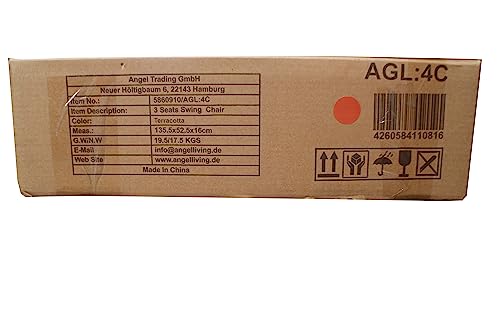 Angel Trading GmbH
Neuer Höltigbaum 6, 22143 Hamburg
Item No.: 5860910/AGL:4C
Item Description: 3 Seats Swing Chair
Color: Terracotta
Meas.: 135.5x52.5x16cm
G.W/N.W 19.5/17.5 KGS
E-Mail info@angelliving.de
Web Site www.angelliving.de
Made In China
AGL:4C
4260584110816